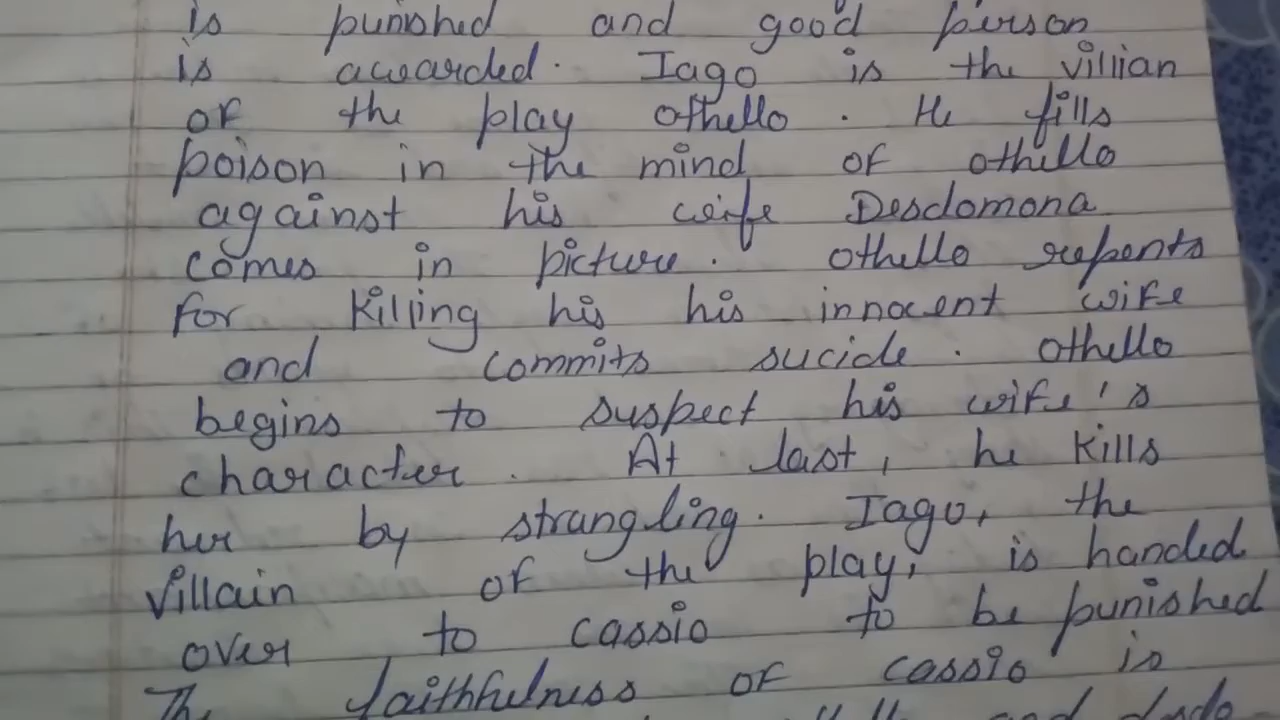 is punished and good person
is awarded. Iago is the villian
of the play othello. He fills
poison in the mind of othello
against his wife Desdomona
comes in picture. othello repents
for killing his his innocent wife
and commits sucide. othello
begins to suspect his wife's
character. At last, he kills
her by strangling. Iago, the
villain of the play, is handed
over to cassio to be punished
The faithfulness of cassio is
and